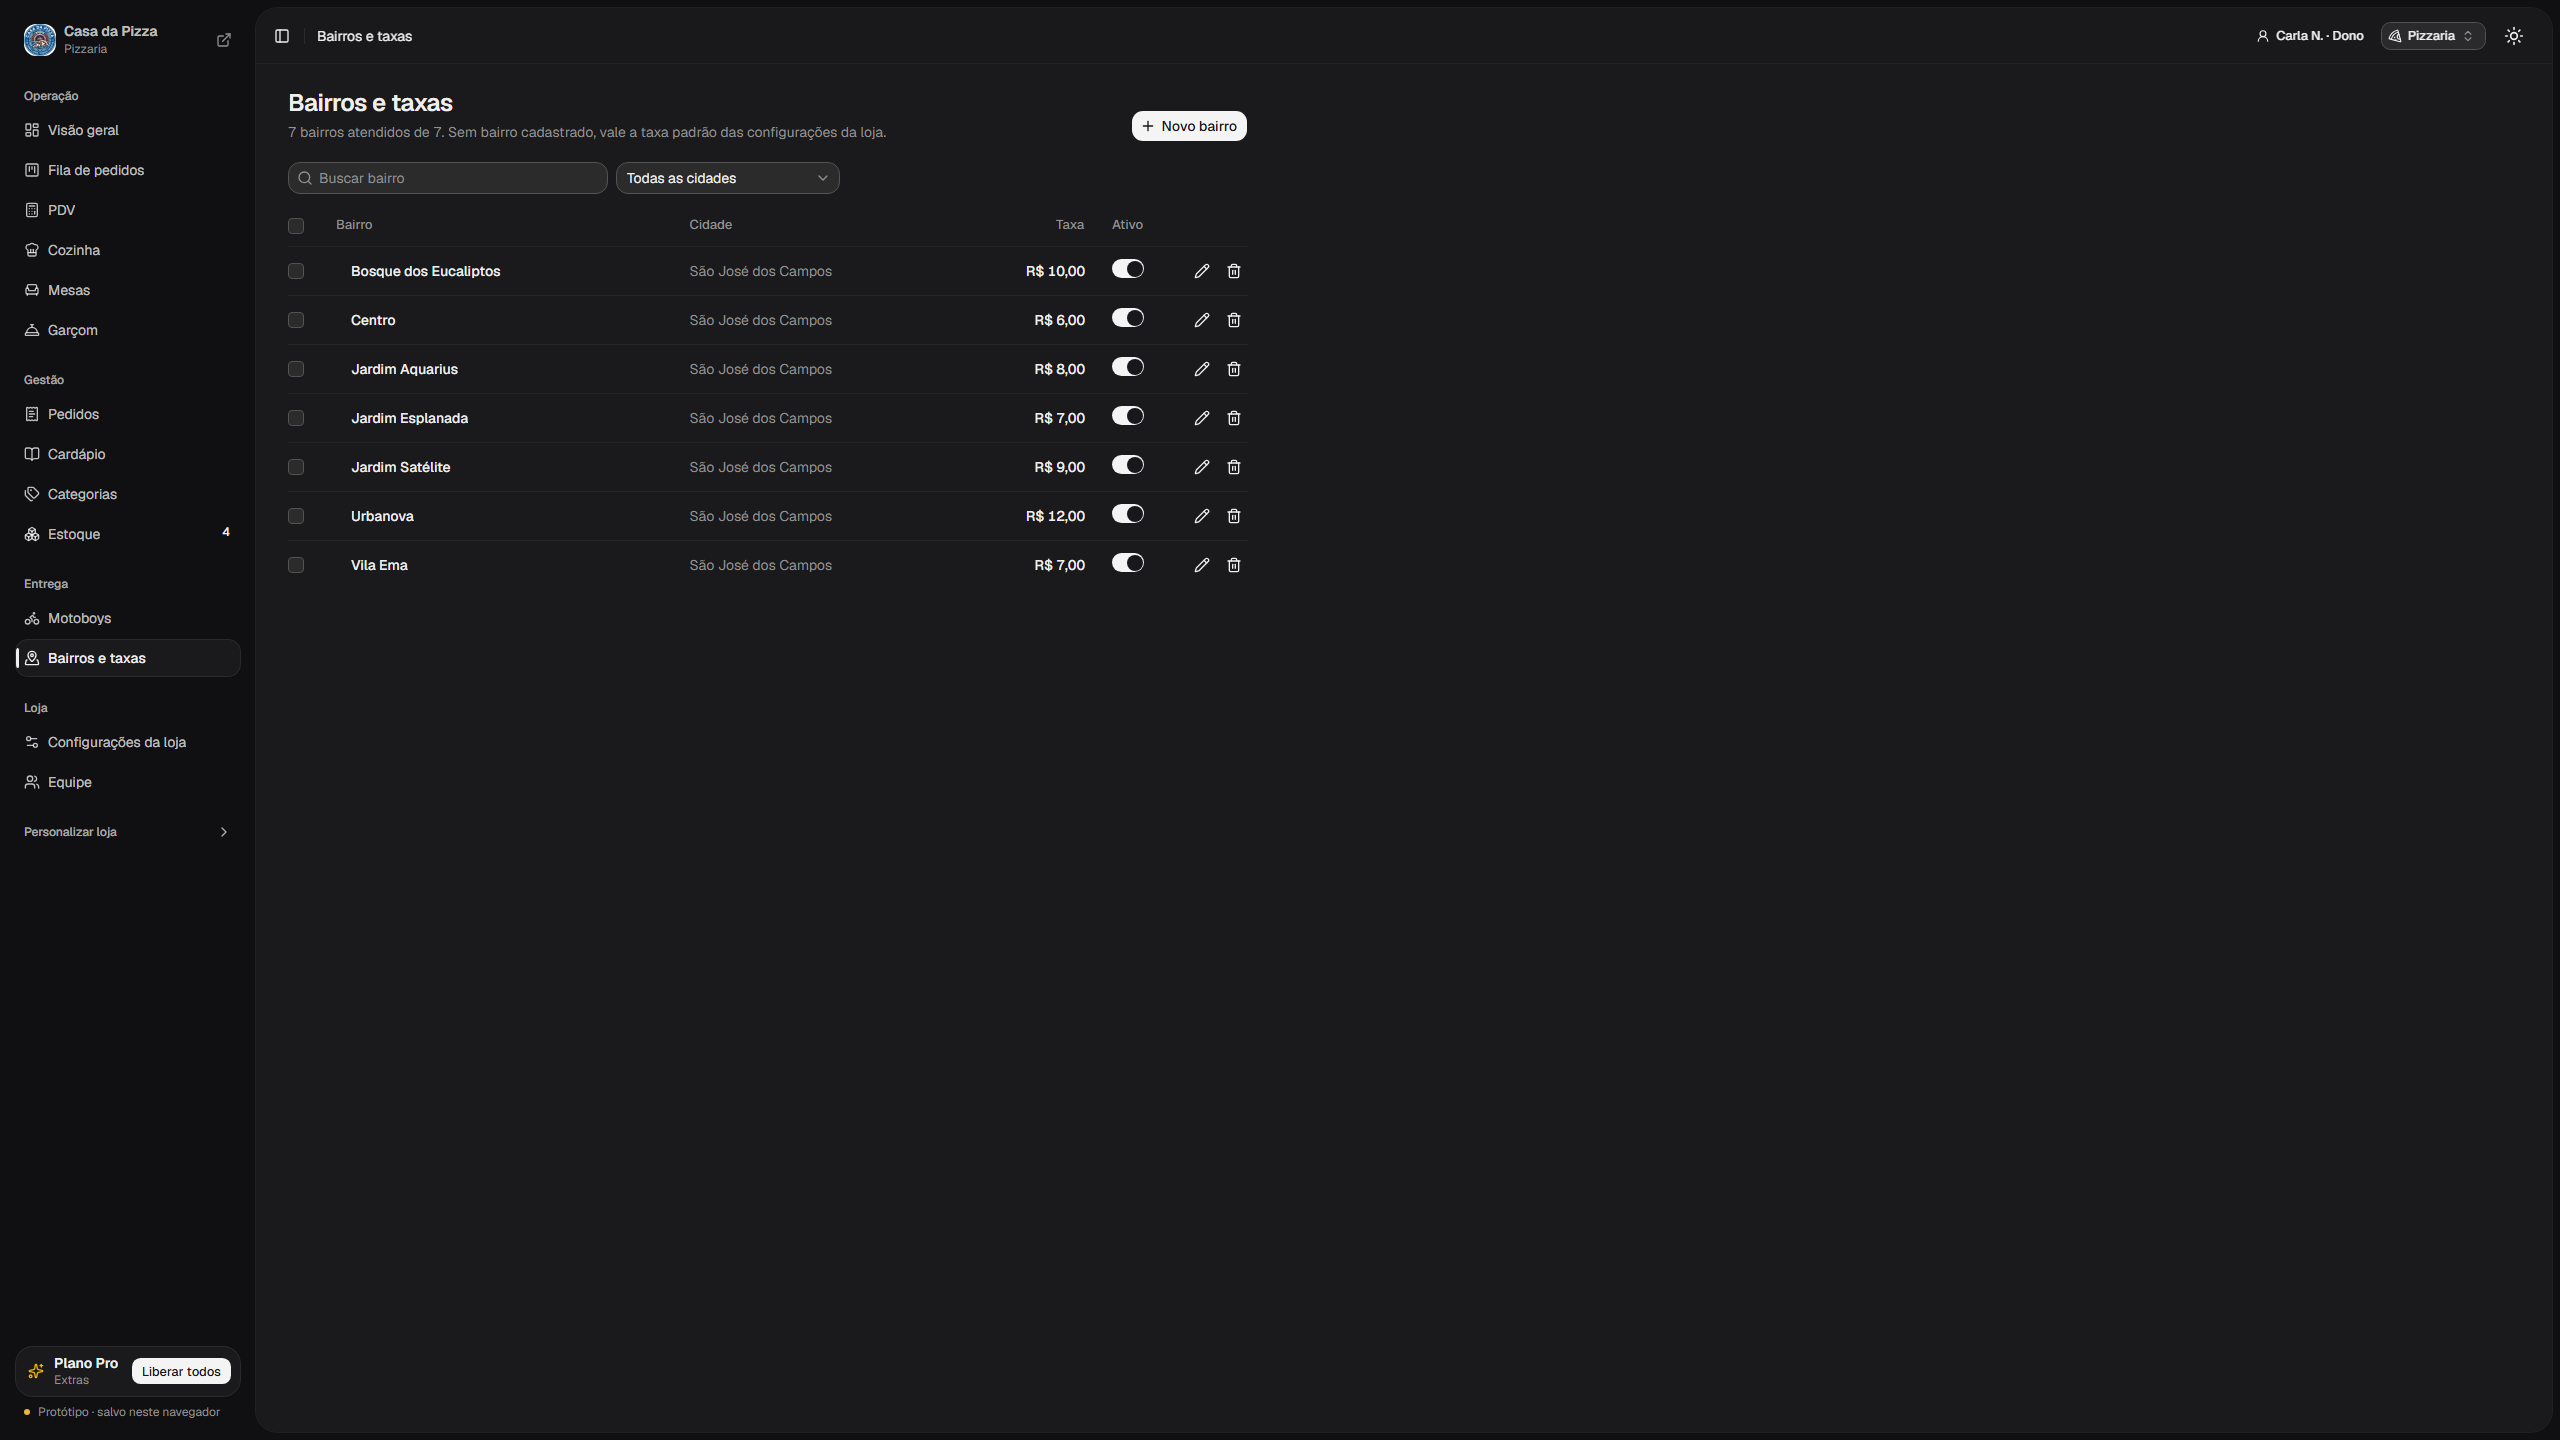 Casa da Pizza
Pizzaria
Operação
Visão geral
Fila de pedidos
PDV
Cozinha
Mesas
Garçom
Gestão
Pedidos
Cardápio
Categorias
Estoque 4
Entrega
Motoboys
Bairros e taxas
Loja
Configurações da loja
Equipe
Personalizar loja
Plano Pro
Extras
Liberar todos
Protótipo · salvo neste navegador
Bairros e taxas
Carla N. · Dono
Pizzaria
Bairros e taxas
7 bairros atendidos de 7. Sem bairro cadastrado, vale a taxa padrão das configurações da loja.
+ Novo bairro
Buscar bairro
Todas as cidades
Bairro Cidade Taxa Ativo
Bosque dos Eucaliptos São José dos Campos R$ 10,00
Centro São José dos Campos R$ 6,00
Jardim Aquarius São José dos Campos R$ 8,00
Jardim Esplanada São José dos Campos R$ 7,00
Jardim Satélite São José dos Campos R$ 9,00
Urbanova São José dos Campos R$ 12,00
Vila Ema São José dos Campos R$ 7,00